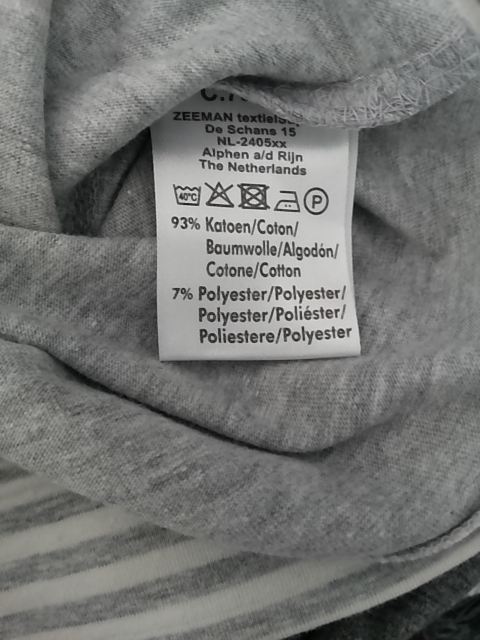 ZEEMAN
De Schans 15
NL-2405xx
Alphen a/d Rijn
The Netherlands
40°C P
93% Katoen/Coton/
Baumwolle/Algodón/
Cotone/Cotton
7% Polyester/Polyester/
Polyester/Poliéster/
Poliestere/Polyester